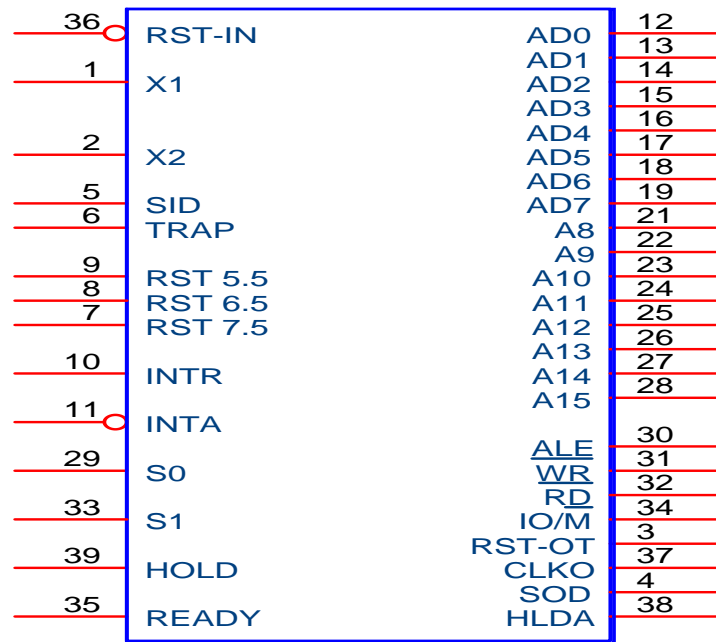 36 RST-IN AD0 12
AD1 13
1 X1 AD2 14
AD3 15
AD4 16
2 X2 AD5 17
AD6 18
5 SID AD7 19
6 TRAP A8 21
A9 22
9 RST 5.5 A10 23
8 RST 6.5 A11 24
7 RST 7.5 A12 25
A13 26
10 INTR A14 27
A15 28
11 INTA
ALE 30
29 S0 WR 31
RD 32
33 S1 IO/M 34
RST-OT 3
39 HOLD CLKO 37
SOD 4
35 READY HLDA 38